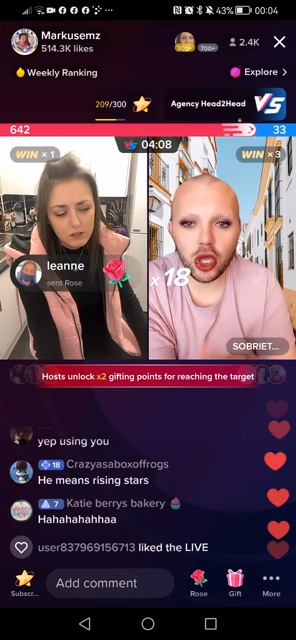 43% 00:04
Markusemz
514.3K likes
700+
700+
2.4K
Weekly Ranking
Explore >
209/300
Agency Head2Head
VS
642
33
WIN × 1
VS 04:08
WIN × 3
leanne
sent Rose
x 18
SOBRIET...
Hosts unlock x2 gifting points for reaching the target
yep using you
18 Crazyasaboxoffrogs
He means rising stars
7 Katie berrys bakery
Hahahahahhaa
user837969156713 liked the LIVE
Subscr...
Add comment
Rose
Gift
More